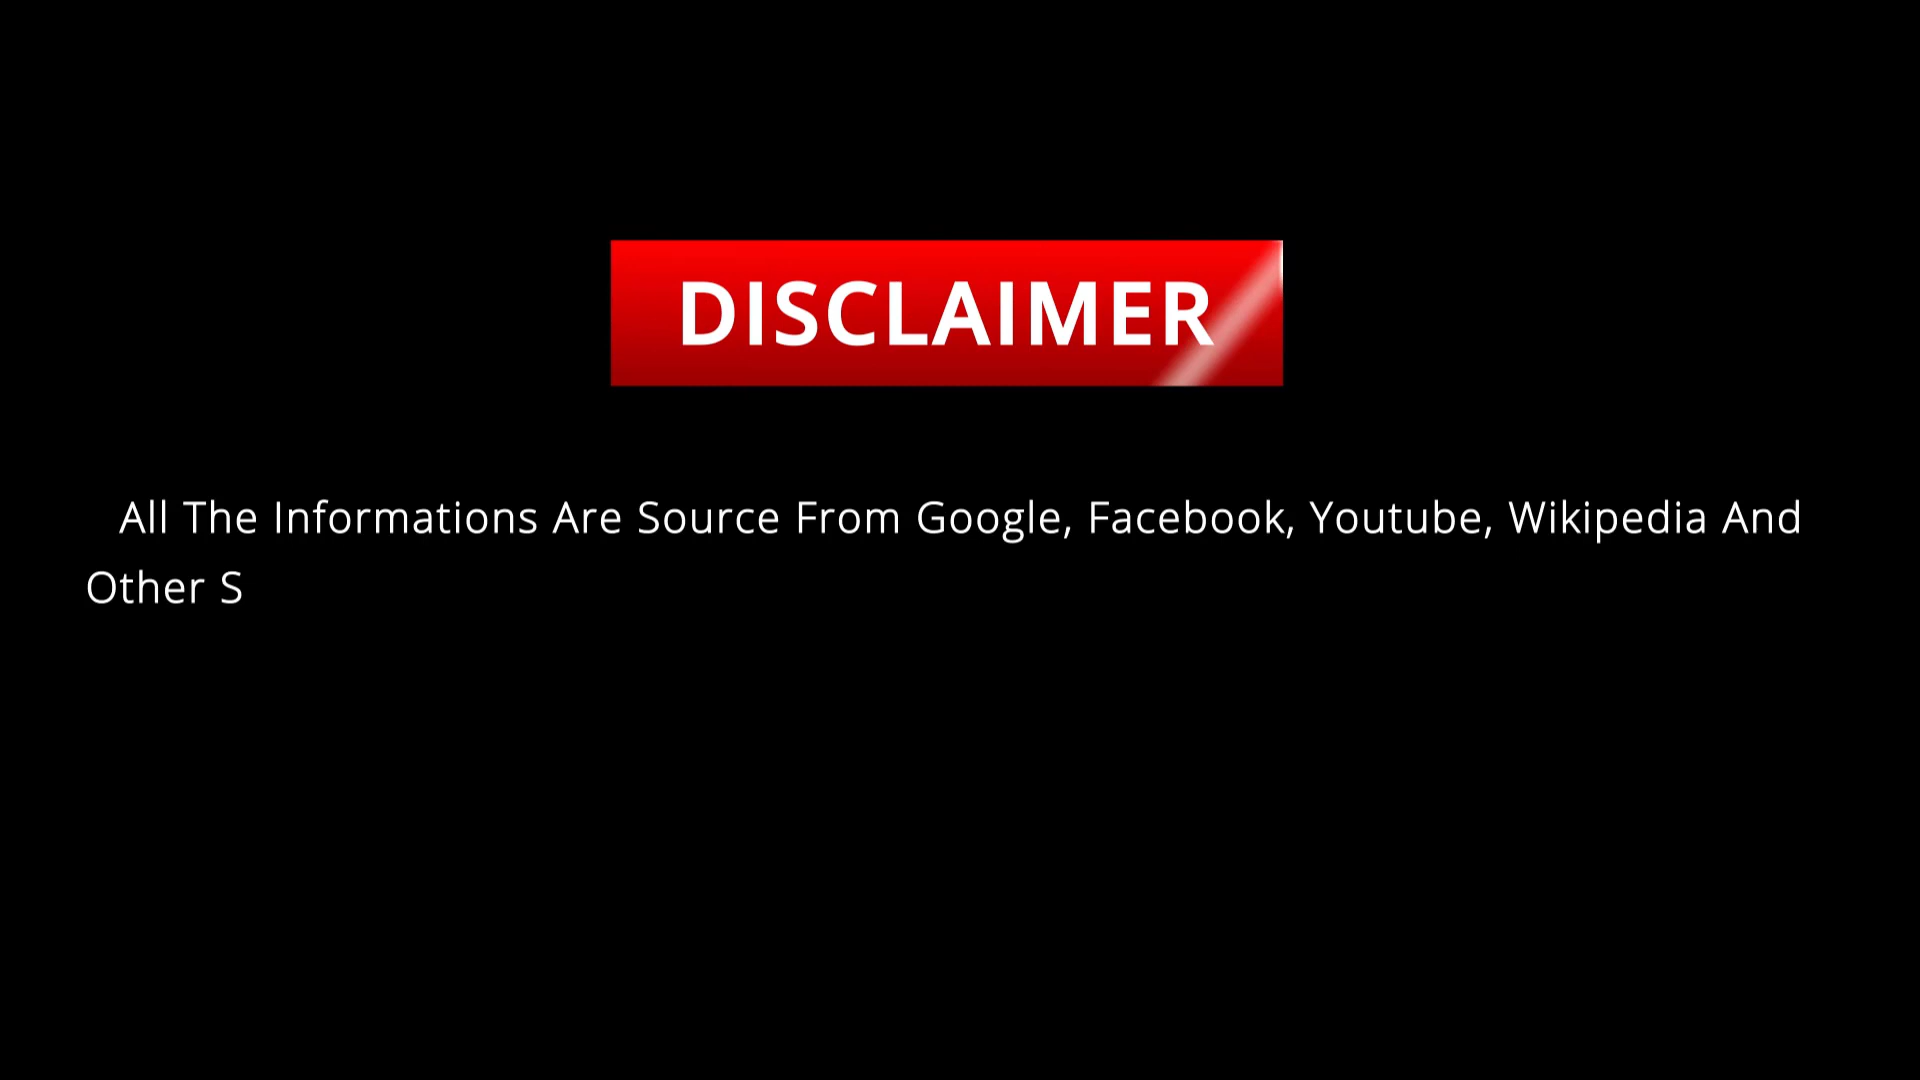 DISCLAIMER
All The Informations Are Source From Google, Facebook, Youtube, Wikipedia And
Other S